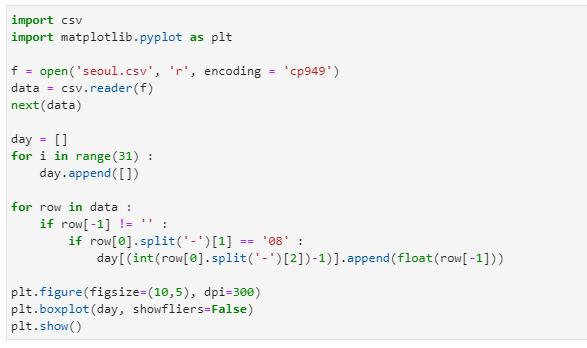 import csv
import matplotlib.pyplot as plt

f = open('seoul.csv', 'r', encoding = 'cp949')
data = csv.reader(f)
next(data)

day = []
for i in range(31) :
    day.append([])

for row in data :
    if row[-1] != '' :
        if row[0].split('-')[1] == '08' :
            day[(int(row[0].split('-')[2])-1)].append(float(row[-1]))

plt.figure(figsize=(10,5), dpi=300)
plt.boxplot(day, showfliers=False)
plt.show()